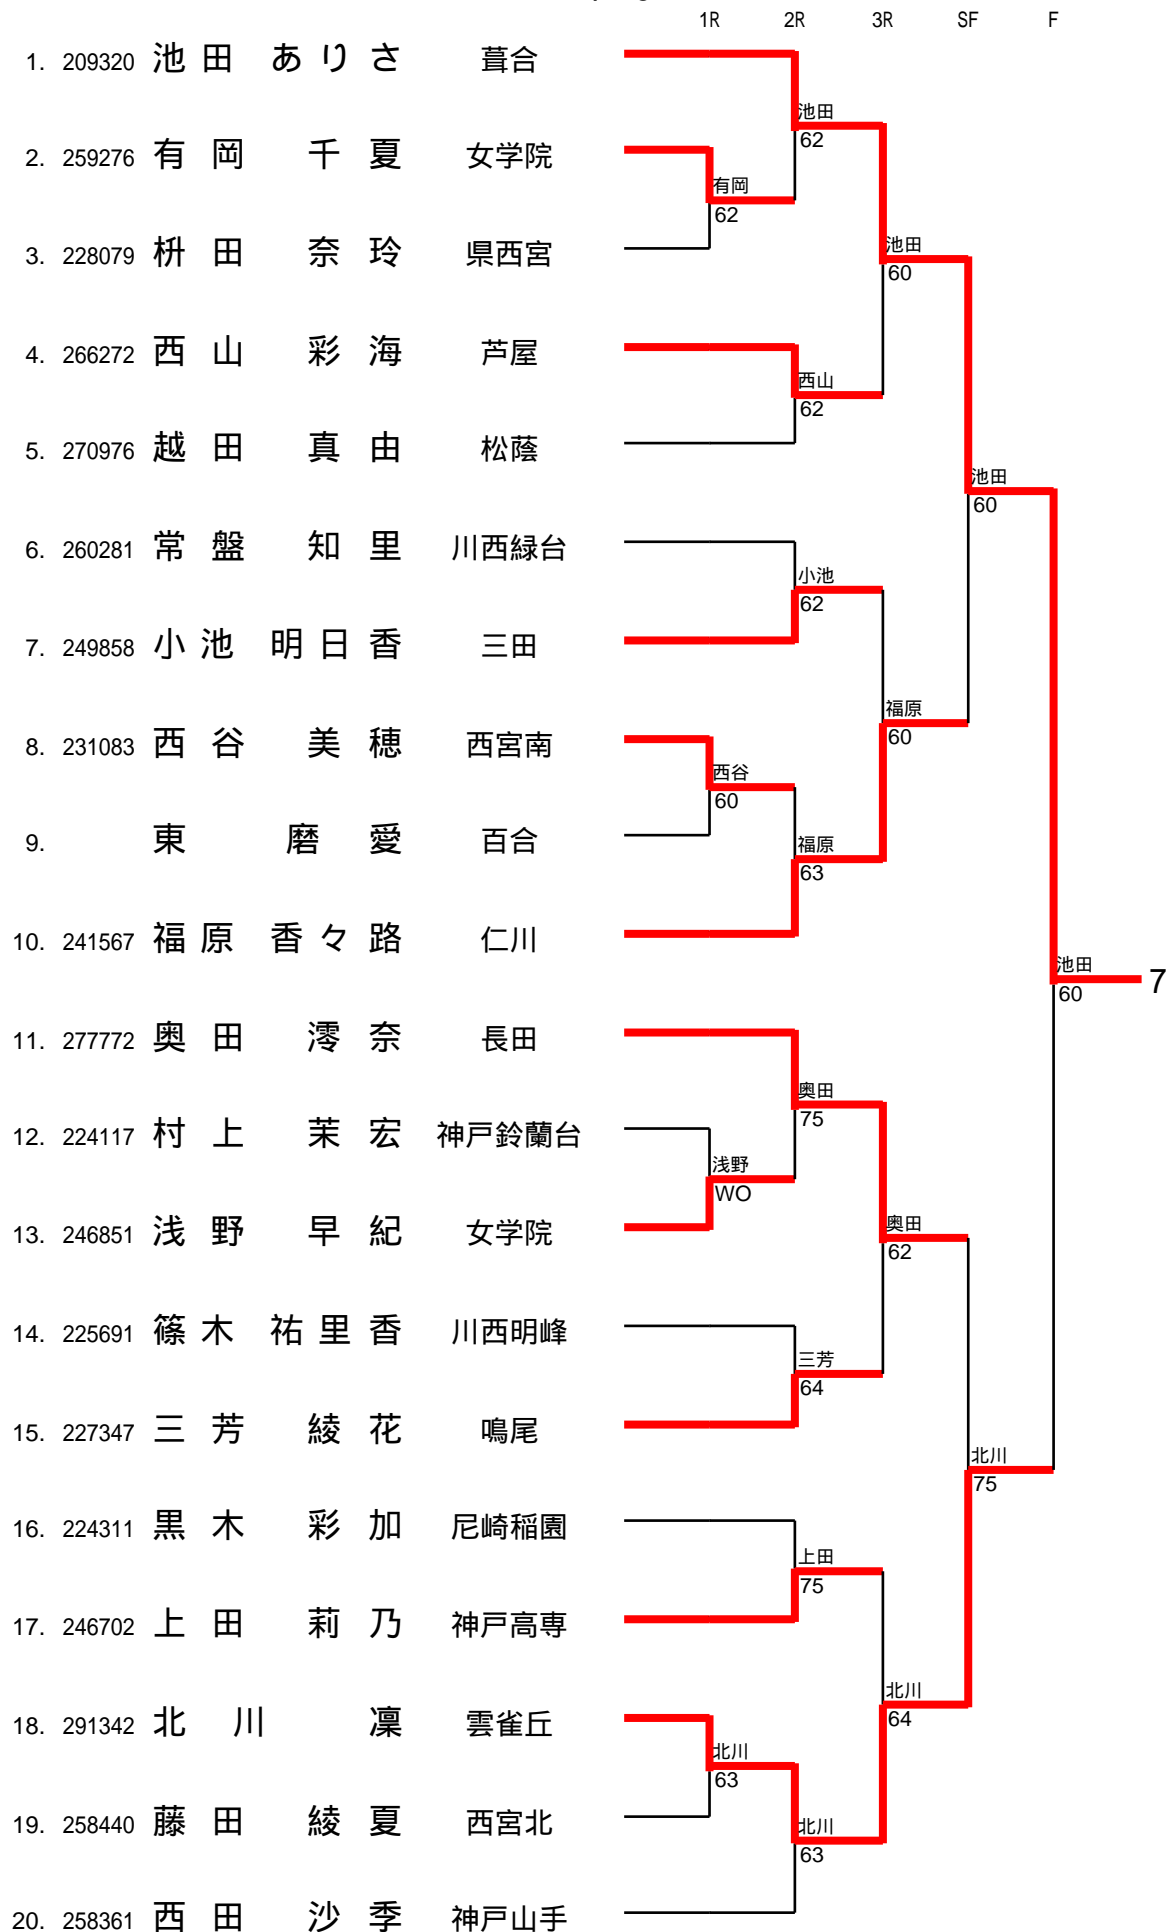 1R 2R 3R SF F
1. 209320 池田 ありさ 葺合
池田
62
2. 259276 有岡 千夏 女学院
有岡
62
3. 228079 枡田 奈玲 県西宮
池田
60
4. 266272 西山 彩海 芦屋
西山
62
5. 270976 越田 真由 松蔭
池田
60
6. 260281 常盤 知里 川西緑台
小池
62
7. 249858 小池 明日香 三田
福原
60
8. 231083 西谷 美穂 西宮南
西谷
60
9. 東 磨愛 百合
福原
63
10. 241567 福原 香々路 仁川
池田
60
7
11. 277772 奥田 澪奈 長田
奥田
75
12. 224117 村上 茉宏 神戸鈴蘭台
浅野
WO
13. 246851 浅野 早紀 女学院
奥田
62
14. 225691 篠木 祐里香 川西明峰
三芳
64
15. 227347 三芳 綾花 鳴尾
北川
75
16. 224311 黒木 彩加 尼崎稲園
上田
75
17. 246702 上田 莉乃 神戸高専
北川
64
18. 291342 北川 凜 雲雀丘
北川
63
19. 258440 藤田 綾夏 西宮北
北川
63
20. 258361 西田 沙季 神戸山手